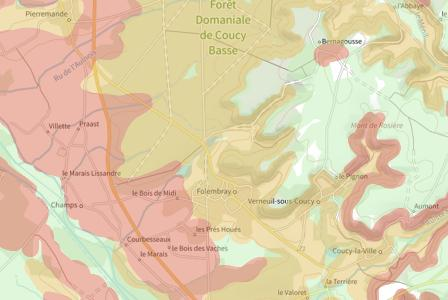 l'Abbaye
Pierremande
Forêt
Domaniale
de Coucy
Basse
Bernagousse
Ru de l'Aunois
Mont de Rosière
Villette
Praast
le Marais Lissandre
le Pignon
le Bois de Midi
Folembray
Verneuil-sous-Coucy
Champs
Aumont
les Prés Houés
Courbesseaux
le Bois des Vaches
le Marais
Coucy-la-Ville
la Terrière
le Valoret